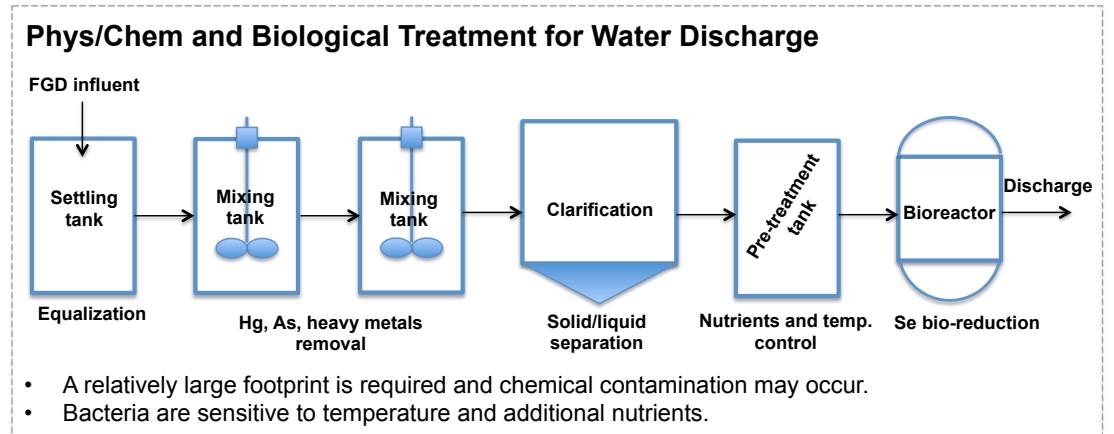 Phys/Chem and Biological Treatment for Water Discharge
FGD influent
Settling
tank
Mixing
tank
Mixing
tank
Clarification
Pre-treatment
tank
Bioreactor
Discharge
Equalization
Hg, As, heavy metals
removal
Solid/liquid
separation
Nutrients and temp.
control
Se bio-reduction
• A relatively large footprint is required and chemical contamination may occur.
• Bacteria are sensitive to temperature and additional nutrients.